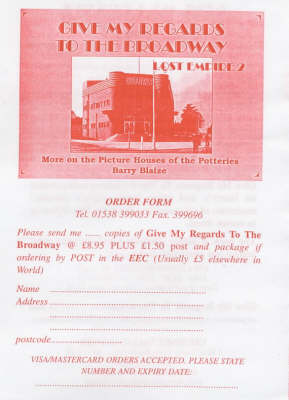 GIVE MY REGARDS
TO THE BROADWAY
LOST EMPIRE 2
More on the Picture Houses of the Potteries
Barry Blaize
ORDER FORM
Tel. 01538 399033 Fax. 399696
Please send me ...... copies of Give My Regards To The
Broadway @ £8.95 PLUS £1.50 post and package if
ordering by POST in the EEC (Usually £5 elsewhere in
World)
Name ............................................................
Address ............................................................
............................................................
............................................................
postcode..............................
VISA/MASTERCARD ORDERS ACCEPTED. PLEASE STATE
NUMBER AND EXPIRY DATE:
............................................................